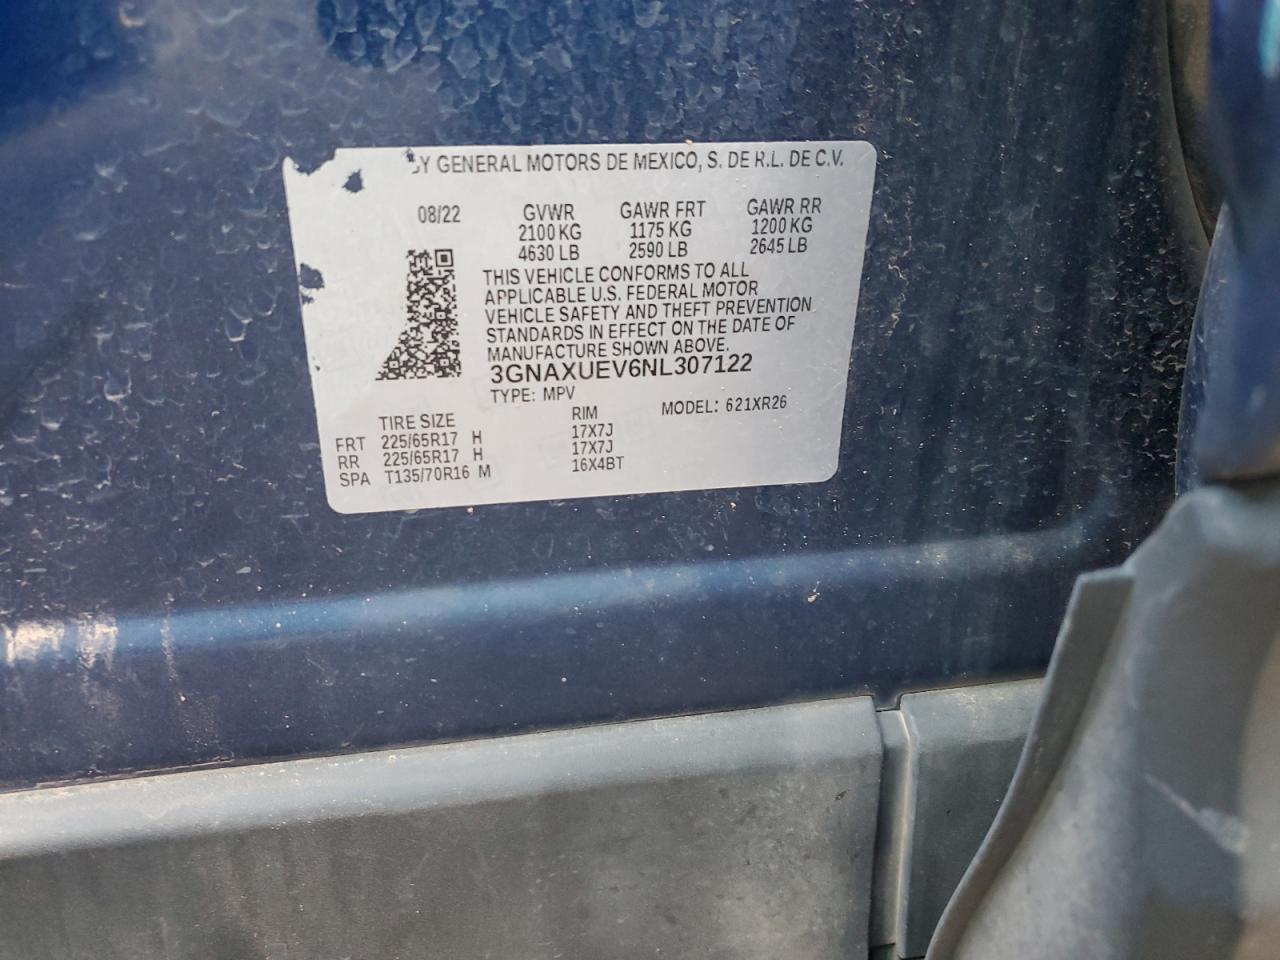 BY GENERAL MOTORS DE MEXICO, S. DE R.L. DE C.V.
08/22 GVWR GAWR FRT GAWR RR
2100 KG 1175 KG 1200 KG
4630 LB 2590 LB 2645 LB
THIS VEHICLE CONFORMS TO ALL
APPLICABLE U.S. FEDERAL MOTOR
VEHICLE SAFETY AND THEFT PREVENTION
STANDARDS IN EFFECT ON THE DATE OF
MANUFACTURE SHOWN ABOVE.
3GNAXUEV6NL307122
TYPE: MPV MODEL: 621XR26
TIRE SIZE RIM
FRT 225/65R17 H 17X7J
RR 225/65R17 H 17X7J
SPA T135/70R16 M 16X4BT